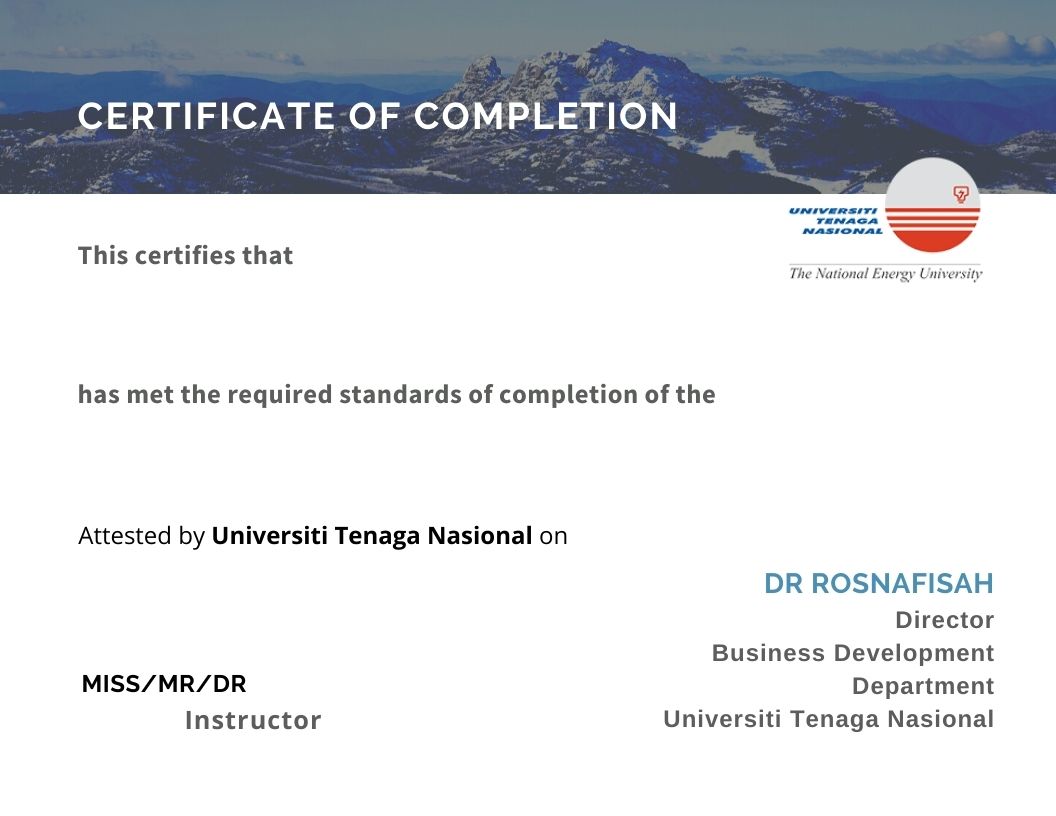 CERTIFICATE OF COMPLETION
UNIVERSITI
TENAGA
NASIONAL
The National Energy University
This certifies that
has met the required standards of completion of the
Attested by Universiti Tenaga Nasional on
DR ROSNAFISAH
Director
Business Development
Department
Universiti Tenaga Nasional
MISS/MR/DR
Instructor